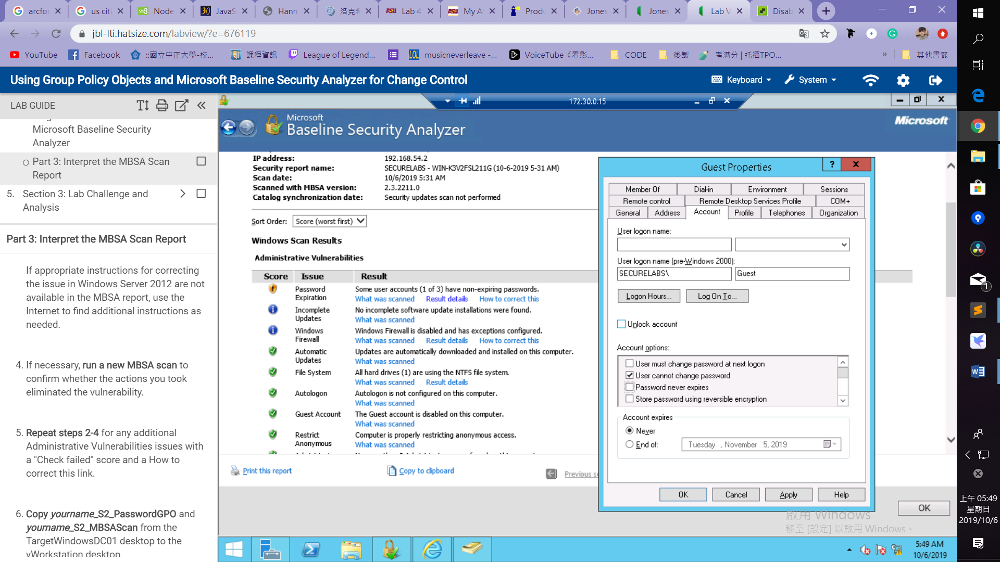 arcfou
us citi
Node
JavaS
Hanm
洛克希
Lab 4
My A
Produ
Jones
Jones
Lab V
Disab
jbl-lti.hatsize.com/labview/?e=676119
YouTube
Facebook
::國立中正大學-校...
課程資訊
League of Legend...
musicneverleave -...
VoiceTube《看影...
CODE
後製
考满分 | 托福TPO...
»
其他書籤
Using Group Policy Objects and Microsoft Baseline Security Analyzer for Change Control
Keyboard
System
LAB GUIDE
172.30.0.15
Microsoft Baseline Security
Analyzer
Part 3: Interpret the MBSA Scan
Report
5. Section 3: Lab Challenge and
Analysis
Part 3: Interpret the MBSA Scan Report
If appropriate instructions for correcting
the issue in Windows Server 2012 are not
available in the MBSA report, use the
Internet to find additional instructions as
needed.
4. If necessary, run a new MBSA scan to
confirm whether the actions you took
eliminated the vulnerability.
5. Repeat steps 2-4 for any additional
Administrative Vulnerabilities issues with
a "Check failed" score and a How to
correct this link.
6. Copy yourname_S2_PasswordGPO and
yourname_S2_MBSAScan from the
TargetWindowsDC01 desktop to the
vWorkstation desktop
Microsoft
Baseline Security Analyzer
Microsoft
IP address: 192.168.54.2
Security report name: SECURELABS - WIN-K3V2FSL211G (10-6-2019 5-31 AM)
Scan date: 10/6/2019 5:31 AM
Scanned with MBSA version: 2.3.2211.0
Catalog synchronization date: Security updates scan not performed
Sort Order: Score (worst first)
Windows Scan Results
Administrative Vulnerabilities
Score Issue Result
Password Expiration Some user accounts (1 of 3) have non-expiring passwords.
What was scanned Result details How to correct this
Incomplete Updates No incomplete software update installations were found.
What was scanned
Windows Firewall Windows Firewall is disabled and has exceptions configured.
What was scanned Result details How to correct this
Automatic Updates Updates are automatically downloaded and installed on this computer.
What was scanned
File System All hard drives (1) are using the NTFS file system.
What was scanned Result details
Autologon Autologon is not configured on this computer.
What was scanned
Guest Account The Guest account is disabled on this computer.
What was scanned
Restrict Anonymous Computer is properly restricting anonymous access.
What was scanned
Print this report
Copy to clipboard
Previous se
OK
Guest Properties
? X
Member Of Dial-in Environment Sessions
Remote control Remote Desktop Services Profile COM+
General Address Account Profile Telephones Organization
User logon name:
User logon name (pre-Windows 2000):
SECURELABS\ Guest
Logon Hours... Log On To...
Unlock account
Account options:
User must change password at next logon
User cannot change password
Password never expires
Store password using reversible encryption
Account expires
Never
End of: Tuesday , November 5, 2019
OK Cancel Apply Help
啟用 Windows
移至 [設定] 以啟用 Windows。
5:49 AM
10/6/2019
1
上午 05:49
星期日
2019/10/6